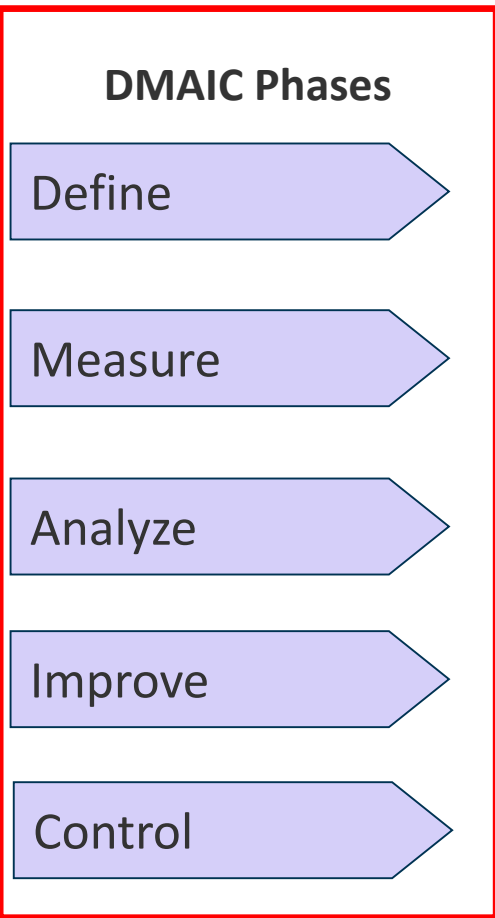 DMAIC Phases
Define
Measure
Analyze
Improve
Control